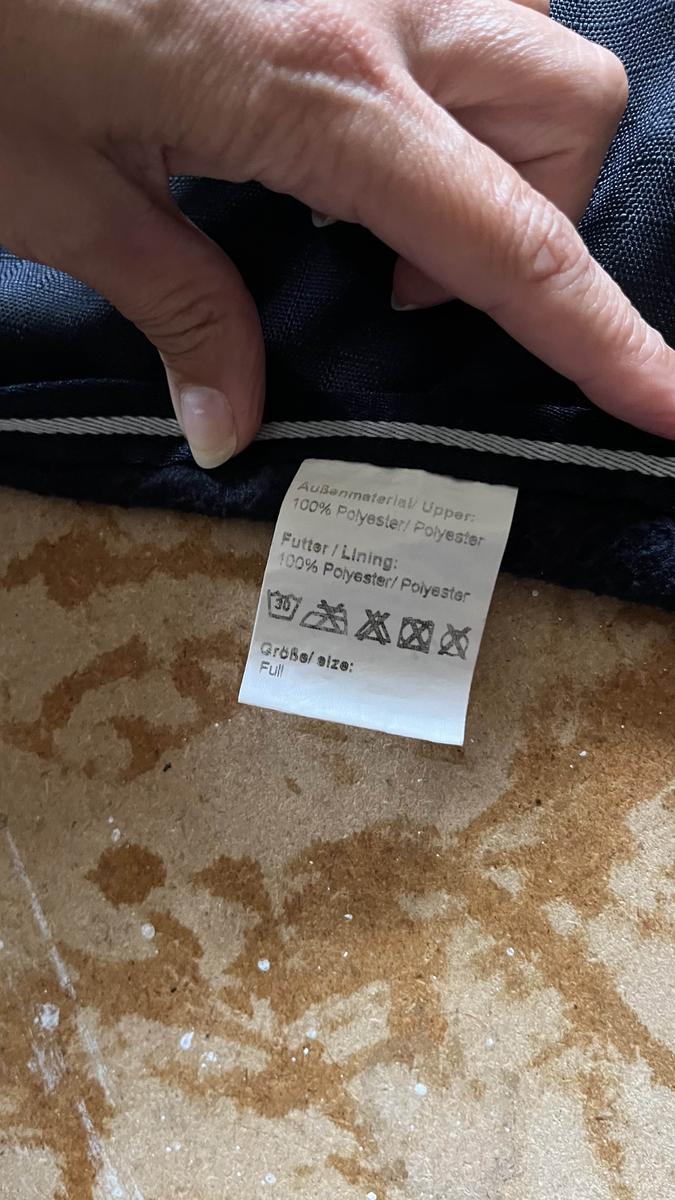 Außenmaterial/ Upper:
100% Polyester/ Polyester
Futter / Lining:
100% Polyester/ Polyester
30
Größe/ size:
Full